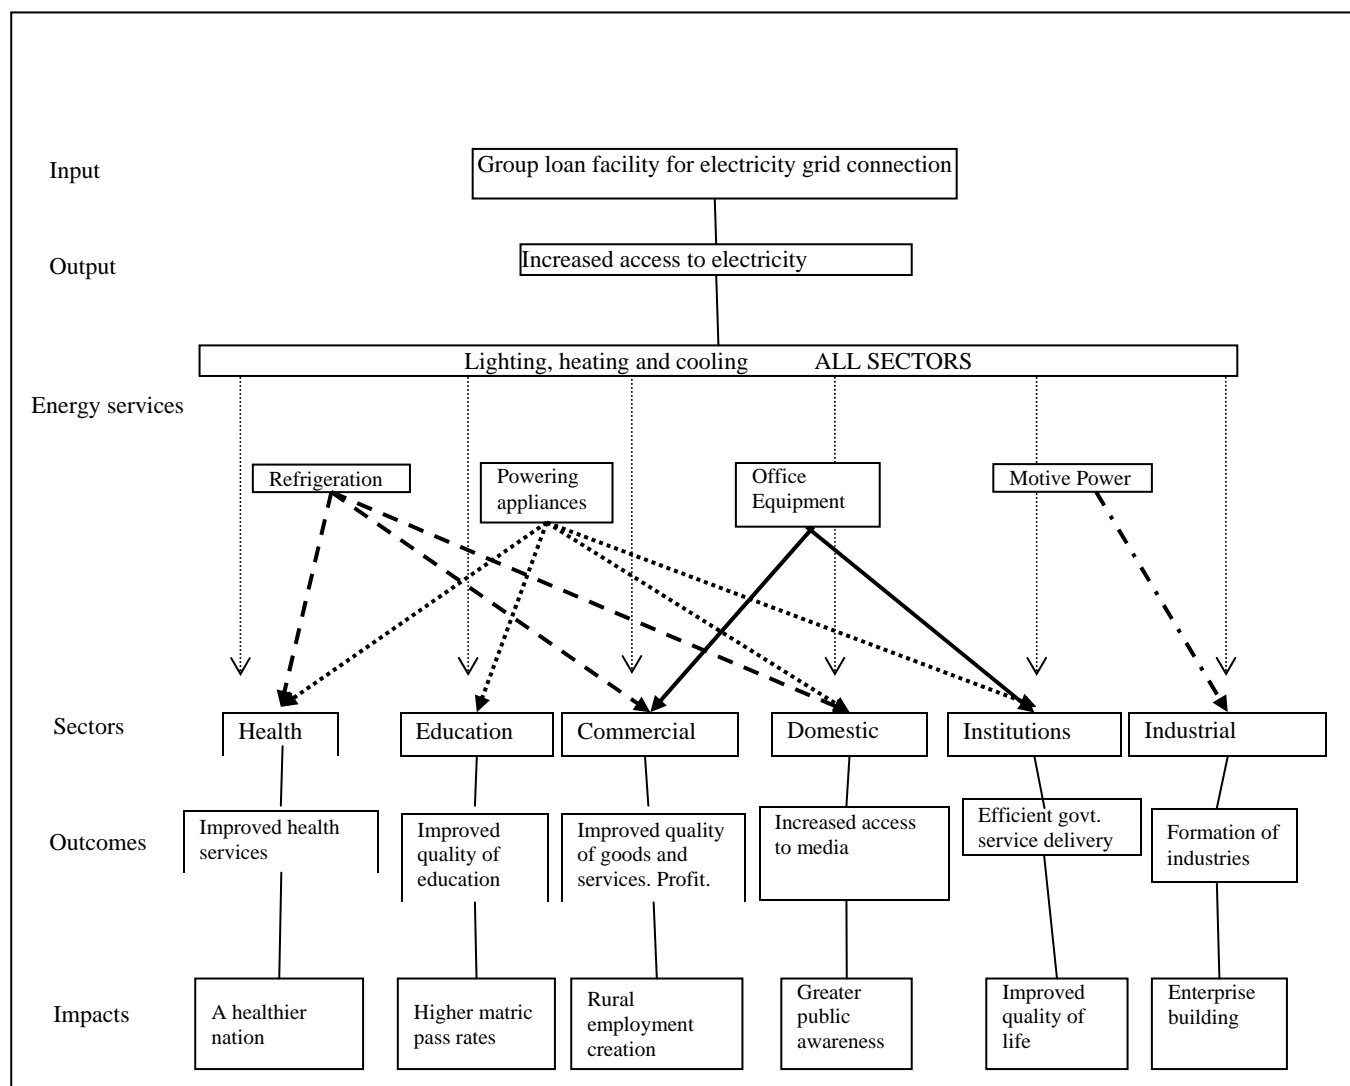 Input
Group loan facility for electricity grid connection
Output
Increased access to electricity
Lighting, heating and cooling ALL SECTORS
Energy services
Refrigeration
Powering
appliances
Office
Equipment
Motive Power
Sectors
Health
Education
Commercial
Domestic
Institutions
Industrial
Outcomes
Improved health
services
Improved
quality of
education
Improved quality
of goods and
services. Profit.
Increased access
to media
Efficient govt.
service delivery
Formation of
industries
Impacts
A healthier
nation
Higher matric
pass rates
Rural
employment
creation
Greater
public
awareness
Improved
quality of
life
Enterprise
building